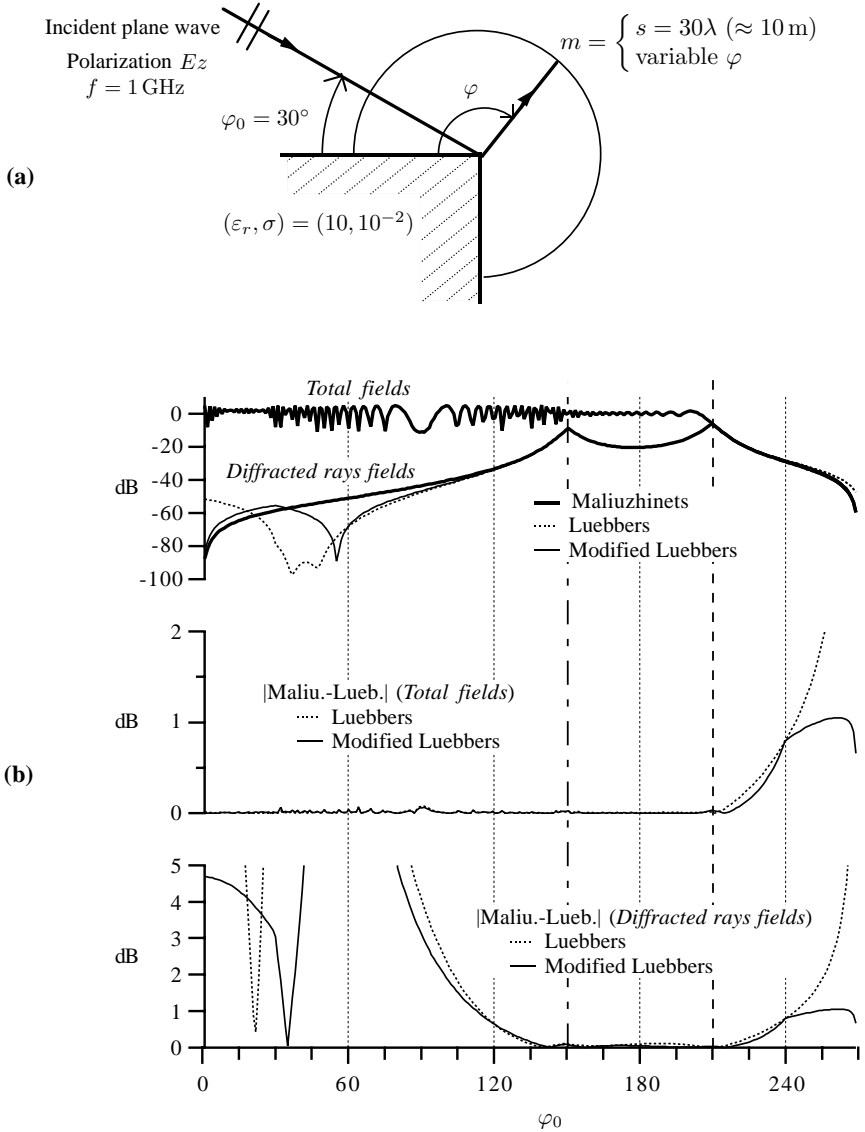 Incident plane wave
Polarization Ez
f = 1 GHz
φ₀ = 30°
φ
m = { s = 30λ (≈ 10 m)
variable φ
(a)
(εᵣ, σ) = (10, 10⁻²)
Total fields
Diffracted rays fields
0
-20
-40
-60
-80
-100
dB
Maliuzhinets
Luebbers
Modified Luebbers
2
1
0
dB
|Maliu.-Lueb.| (Total fields)
Luebbers
Modified Luebbers
(b)
5
4
3
2
1
0
dB
|Maliu.-Lueb.| (Diffracted rays fields)
Luebbers
Modified Luebbers
0 60 120 180 240
φ₀